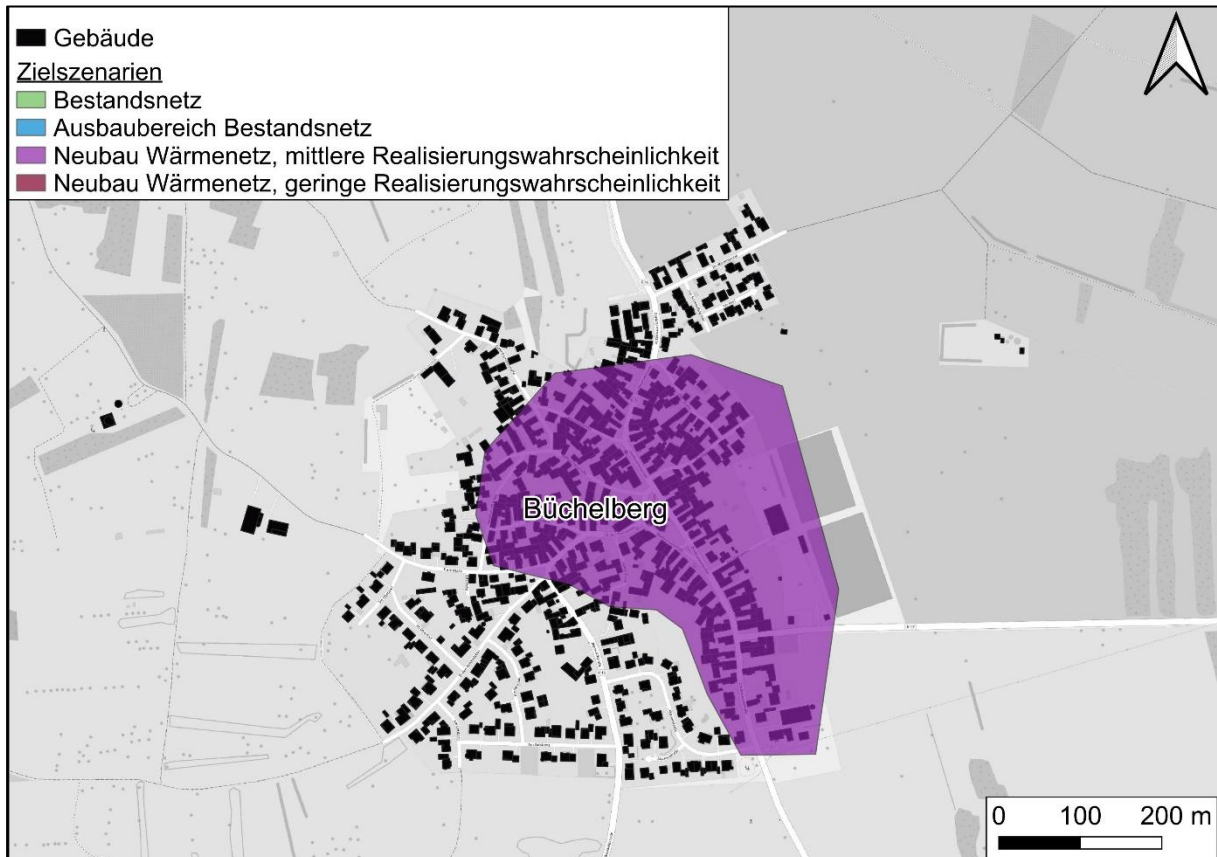 Gebäude
Zielszenarien
Bestandsnetz
Ausbaubereich Bestandsnetz
Neubau Wärmenetz, mittlere Realisierungswahrscheinlichkeit
Neubau Wärmenetz, geringe Realisierungswahrscheinlichkeit
Büchelberg
0 100 200 m